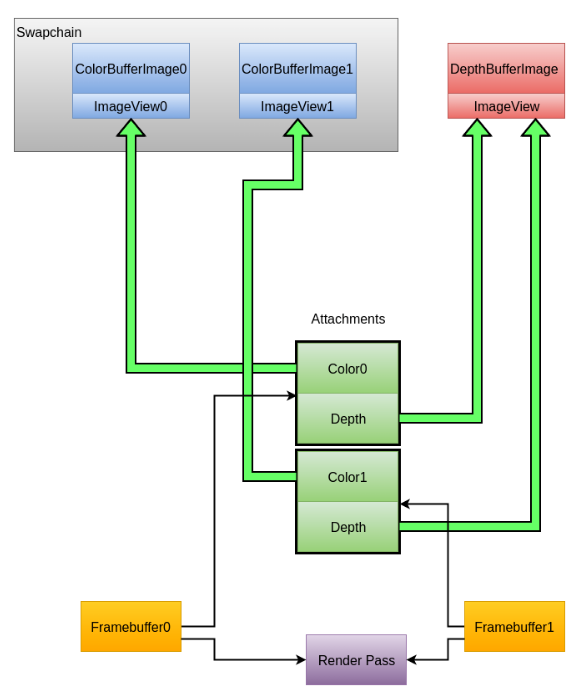 Swapchain
ColorBufferImage0
ImageView0
ColorBufferImage1
ImageView1
DepthBufferImage
ImageView
Attachments
Color0
Depth
Color1
Depth
Framebuffer0
Framebuffer1
Render Pass